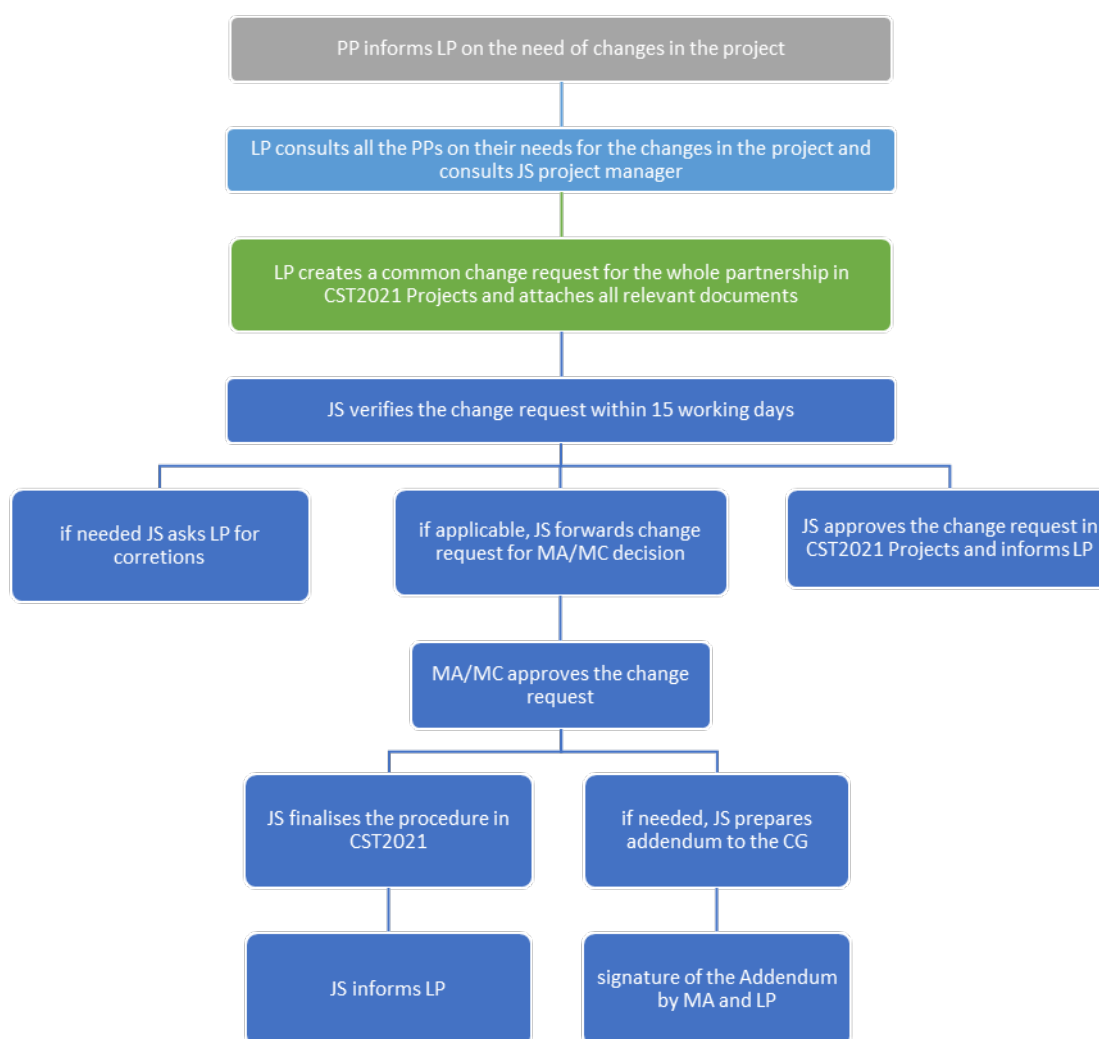 PP informs LP on the need of changes in the project
LP consults all the PPs on their needs for the changes in the project and
consults JS project manager
LP creates a common change request for the whole partnership in
CST2021 Projects and attaches all relevant documents
JS verifies the change request within 15 working days
if needed JS asks LP for
corretions
if applicable, JS forwards change
request for MA/MC decision
JS approves the change request in
CST2021 Projects and informs LP
MA/MC approves the change
request
JS finalises the procedure in
CST2021
if needed, JS prepares
addendum to the CG
JS informs LP
signature of the Addendum
by MA and LP